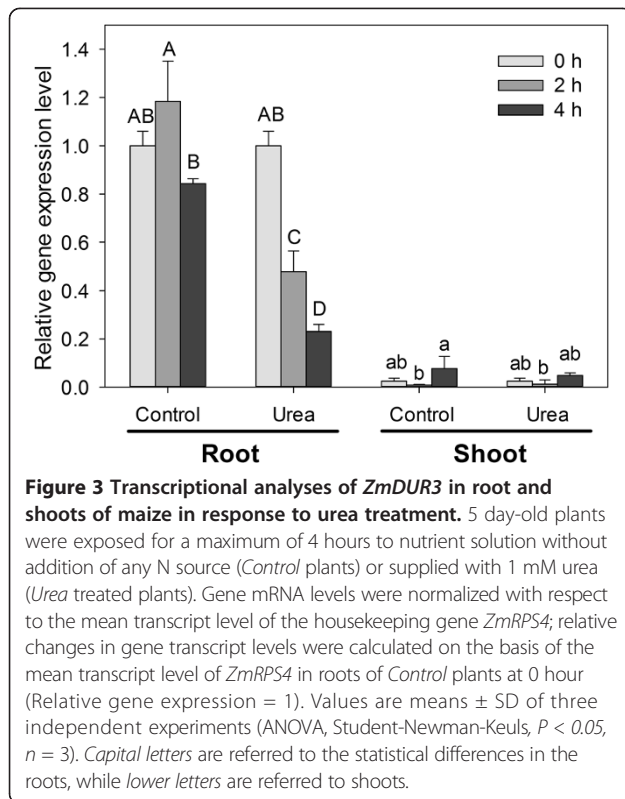 1.4
1.2
1.0
0.8
0.6
0.4
0.2
0.0
Relative gene expression level
0 h
2 h
4 h
AB A B AB C D ab b a ab b ab
Control Urea Control Urea
Root Shoot
Figure 3 Transcriptional analyses of ZmDUR3 in root and
shoots of maize in response to urea treatment. 5 day-old plants
were exposed for a maximum of 4 hours to nutrient solution without
addition of any N source (Control plants) or supplied with 1 mM urea
(Urea treated plants). Gene mRNA levels were normalized with respect
to the mean transcript level of the housekeeping gene ZmRPS4; relative
changes in gene transcript levels were calculated on the basis of the
mean transcript level of ZmRPS4 in roots of Control plants at 0 hour
(Relative gene expression = 1). Values are means ± SD of three
independent experiments (ANOVA, Student-Newman-Keuls, P < 0.05,
n = 3). Capital letters are referred to the statistical differences in the
roots, while lower letters are referred to shoots.